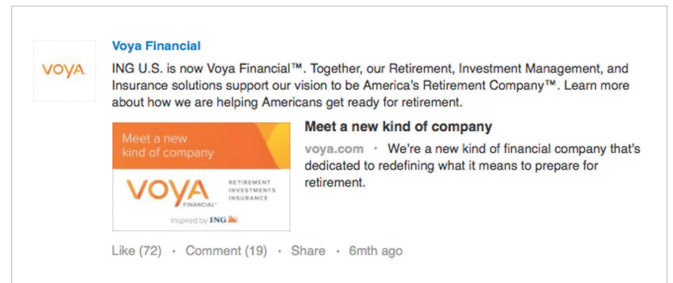 VOYA
Voya Financial
ING U.S. is now Voya Financial™. Together, our Retirement, Investment Management, and
Insurance solutions support our vision to be America's Retirement Company™. Learn more
about how we are helping Americans get ready for retirement.
Meet a new
kind of company
VOYA
FINANCIAL™
RETIREMENT
INVESTMENTS
INSURANCE
Inspired by ING
Meet a new kind of company
voya.com • We're a new kind of financial company that's
dedicated to redefining what it means to prepare for
retirement.
Like (72) • Comment (19) • Share • 6mth ago